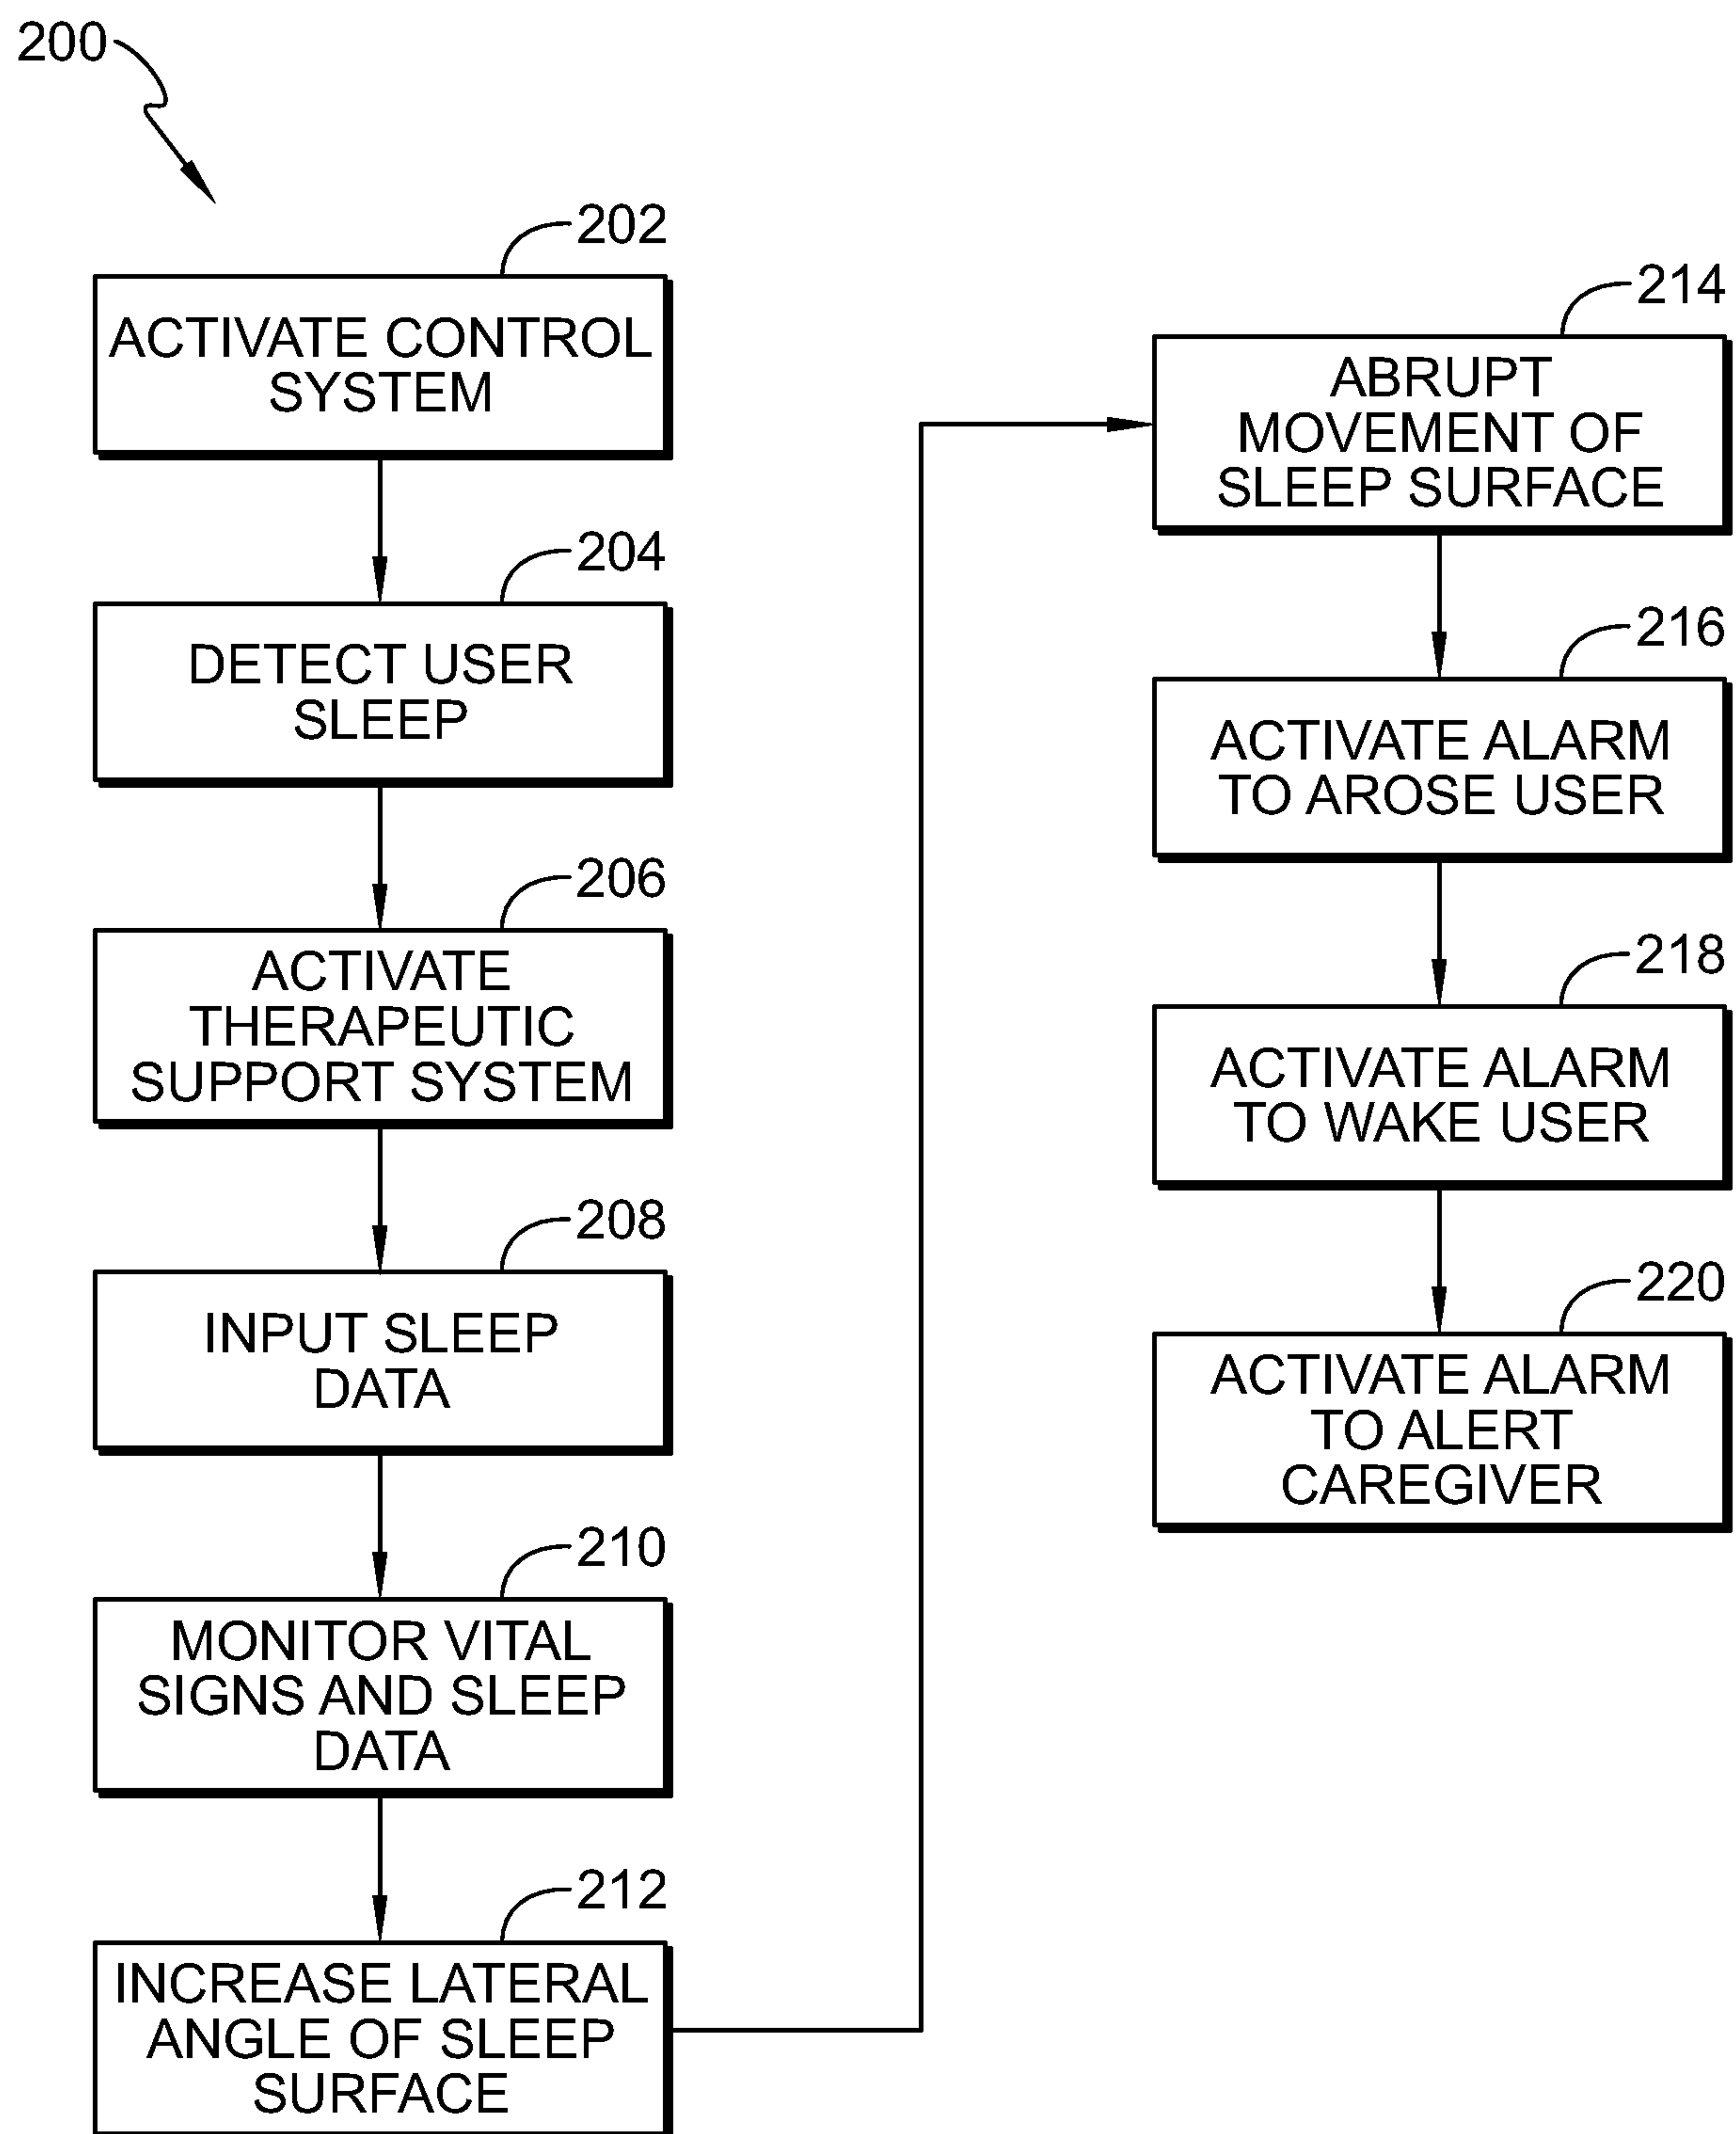 200
202
ACTIVATE CONTROL
SYSTEM
204
DETECT USER
SLEEP
206
ACTIVATE
THERAPEUTIC
SUPPORT SYSTEM
208
INPUT SLEEP
DATA
210
MONITOR VITAL
SIGNS AND SLEEP
DATA
212
INCREASE LATERAL
ANGLE OF SLEEP
SURFACE
214
ABRUPT
MOVEMENT OF
SLEEP SURFACE
216
ACTIVATE ALARM
TO AROSE USER
218
ACTIVATE ALARM
TO WAKE USER
220
ACTIVATE ALARM
TO ALERT
CAREGIVER